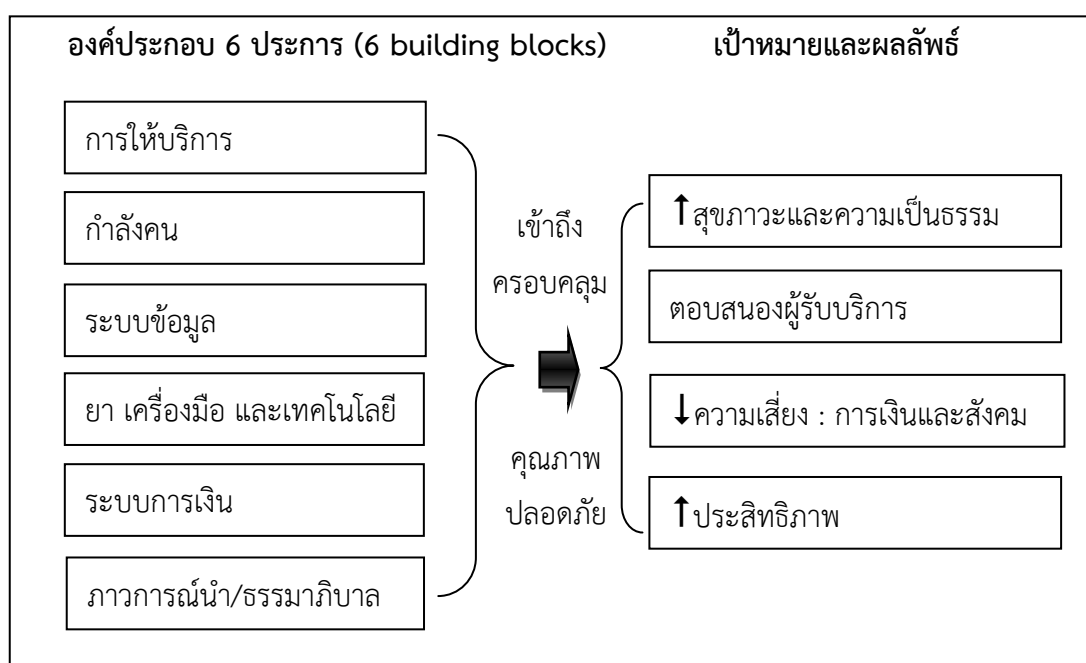 องค์ประกอบ 6 ประการ (6 building blocks)
เป้าหมายและผลลัพธ์
การให้บริการ
กำลังคน
ระบบข้อมูล
ยา เครื่องมือ และเทคโนโลยี
ระบบการเงิน
ภาวการณ์นำ/ธรรมาภิบาล
เข้าถึง
ครอบคลุม
คุณภาพ
ปลอดภัย
↑สุขภาวะและความเป็นธรรม
ตอบสนองผู้รับบริการ
↓ความเสี่ยง : การเงินและสังคม
↑ประสิทธิภาพ